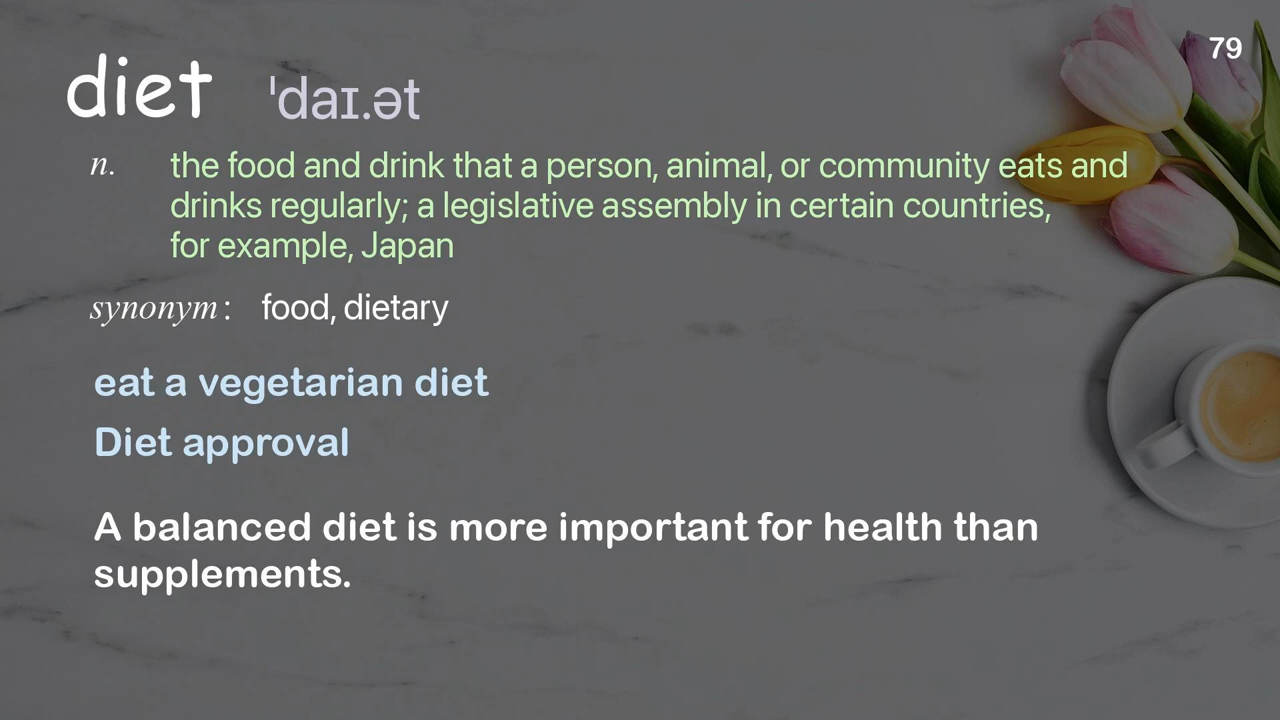 79
diet ˈdaɪ.ət
n. the food and drink that a person, animal, or community eats and
drinks regularly; a legislative assembly in certain countries,
for example, Japan
synonym: food, dietary
eat a vegetarian diet
Diet approval
A balanced diet is more important for health than
supplements.